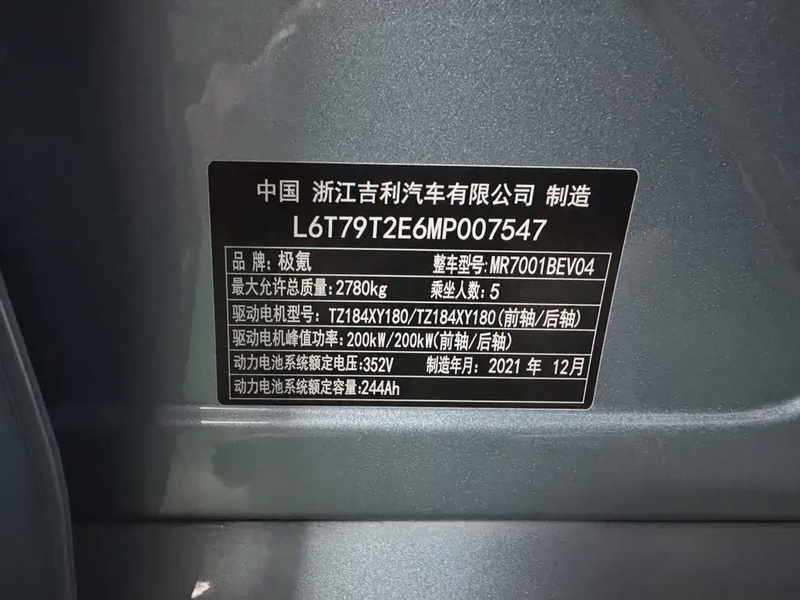 中国 浙江吉利汽车有限公司 制造
L6T79T2E6MP007547
品牌:极氪 整车型号:MR7001BEV04
最大允许总质量:2780kg 乘坐人数:5
驱动电机型号:TZ184XY180/TZ184XY180(前轴/后轴)
驱动电机峰值功率:200kW/200kW(前轴/后轴)
动力电池系统额定电压:352V 制造年月:2021年 12月
动力电池系统额定容量:244Ah